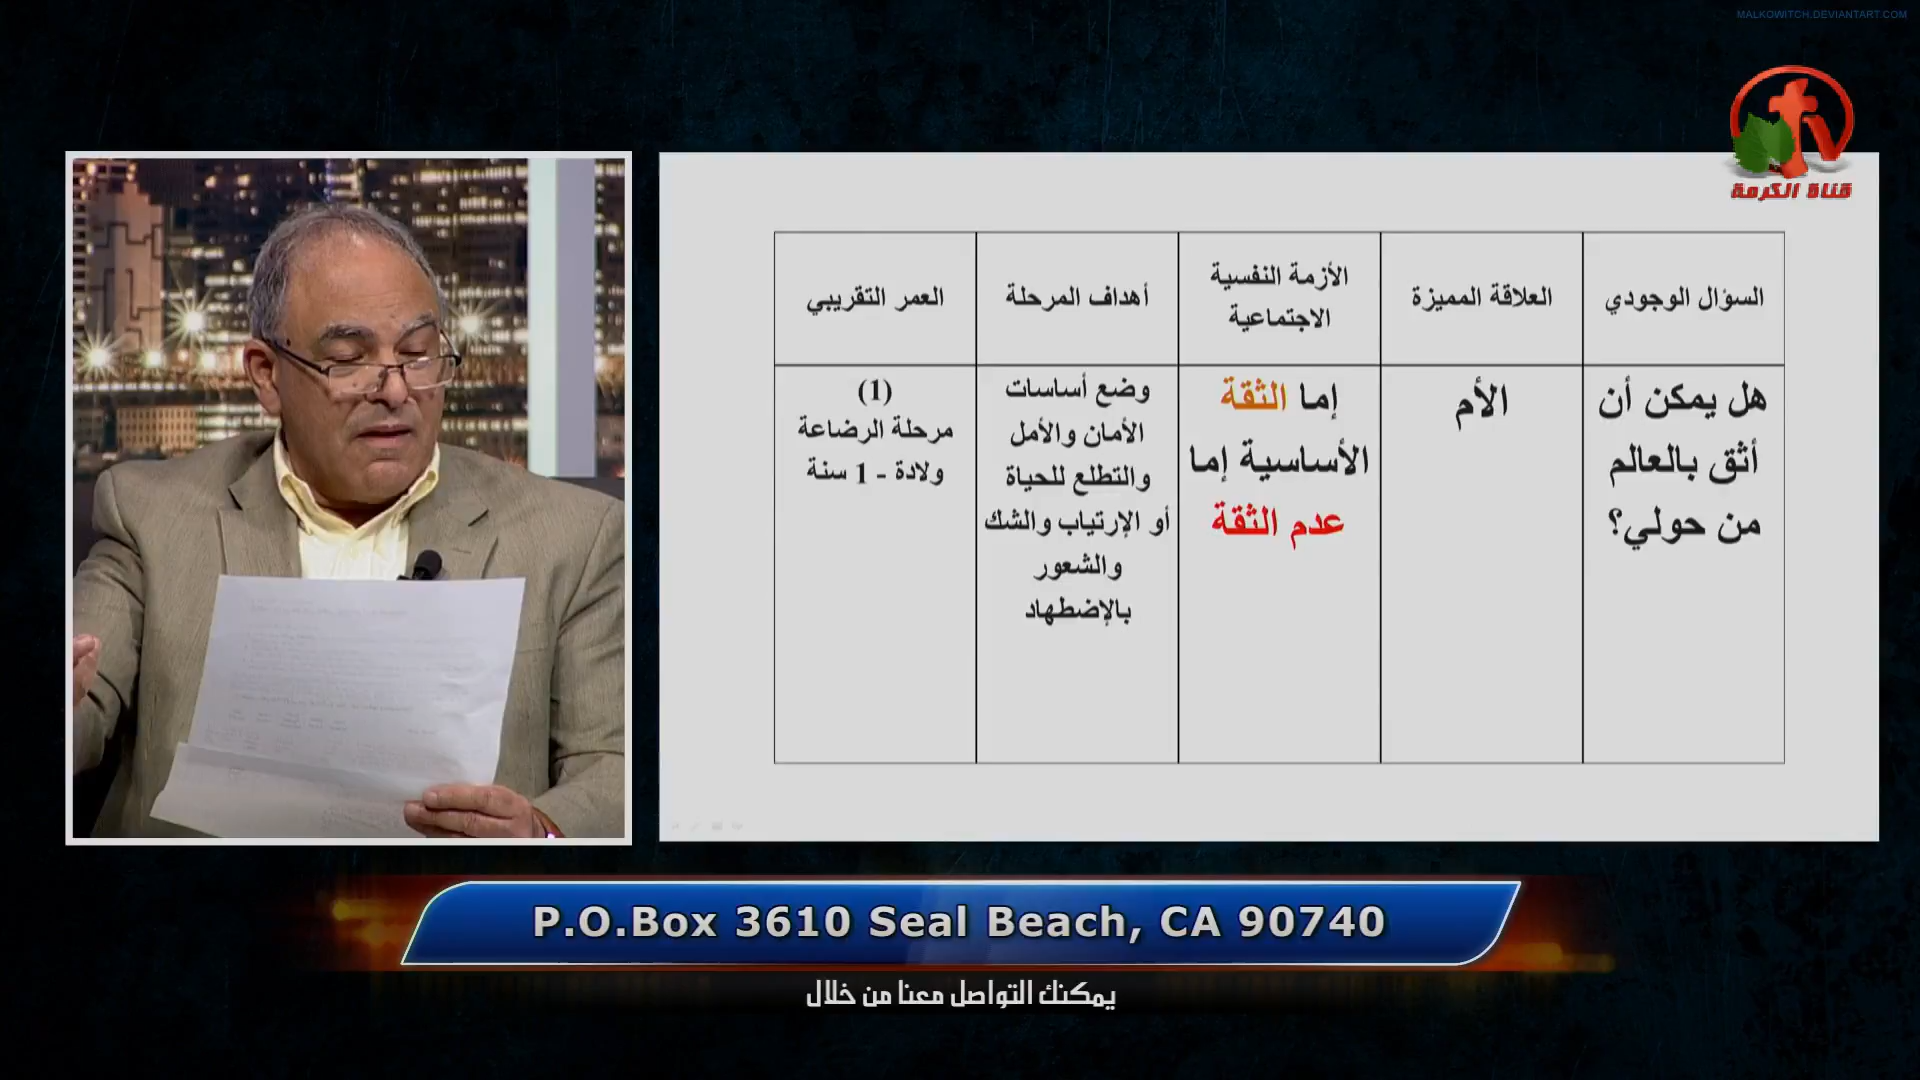 MALKOWITCH.DEVIANTART.COM
tv
قناة الكرمة
السؤال الوجودي
العلاقة المميزة
الأزمة النفسية
الاجتماعية
أهداف المرحلة
العمر التقريبي
هل يمكن أن
أثق بالعالم
من حولي؟
الأم
إما الثقة
الأساسية إما
عدم الثقة
وضع أساسات
الأمان والأمل
والتطلع للحياة
أو الإرتياب والشك
والشعور
بالإضطهاد
(1)
مرحلة الرضاعة
ولادة - 1 سنة
P.O.Box 3610 Seal Beach, CA 90740
يمكنك التواصل معنا من خلال